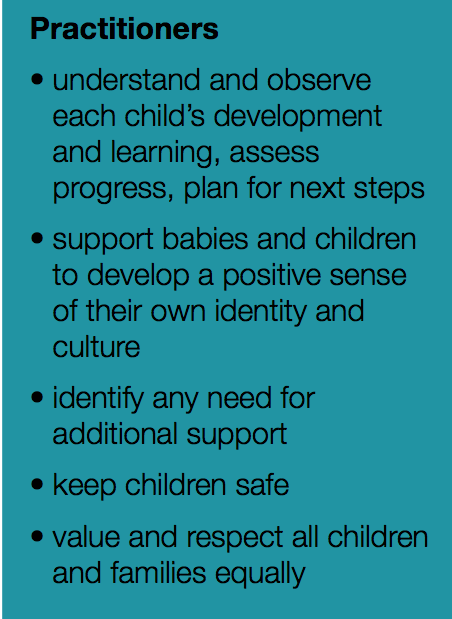 Practitioners
• understand and observe
each child’s development
and learning, assess
progress, plan for next steps
• support babies and children
to develop a positive sense
of their own identity and
culture
• identify any need for
additional support
• keep children safe
• value and respect all children
and families equally